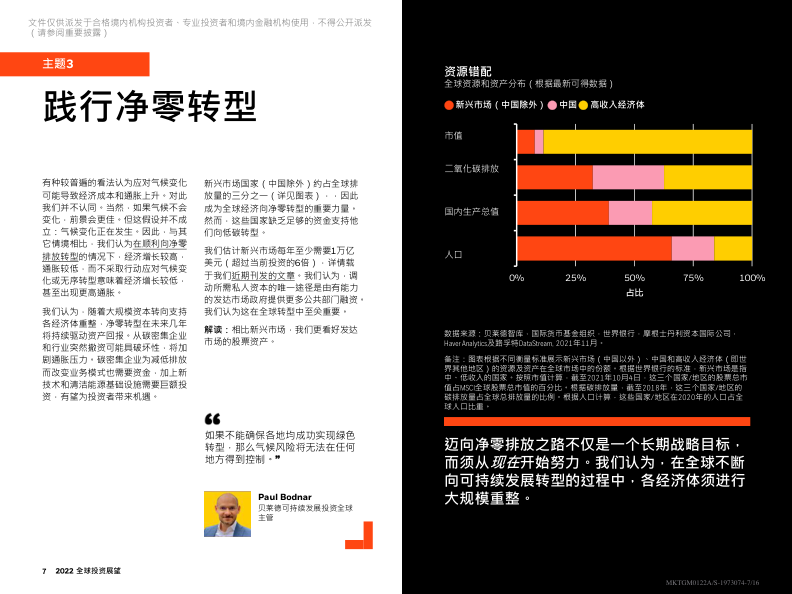 文件仅供派发于合格境内机构投资者、专业投资者和境内金融机构使用，不得公开派发
（请参阅重要披露）
主题3
践行净零转型
有种较普遍的看法认为应对气候变化
可能导致经济成本和通胀上升。对此
我们并不认同。当然，如果气候不会
变化，前景会更佳。但这假设并不成
立：气候变化正在发生。因此，与其
它情境相比，我们认为在顺利向净零
排放转型的情况下，经济增长较高，
通胀较低，而不采取行动应对气候变
化或无序转型意味着经济增长较低，
甚至出现更高通胀。
我们认为，随着大规模资本转向支持
各经济体重整，净零转型在未来几年
将持续驱动资产回报。从碳密集企业
和行业突然撤资可能具破坏性，将加
剧通胀压力。碳密集企业为减低排放
而改变业务模式也需要资金，加上新
技术和清洁能源基础设施需要巨额投
资，有望为投资者带来机遇。
新兴市场国家（中国除外）约占全球排
放量的三分之一（详见图表），，因此
成为全球经济向净零转型的重要力量。
然而，这些国家缺乏足够的资金支持他
们向低碳转型。
我们估计新兴市场每年至少需要1万亿
美元（超过当前投资的6倍），详情载
于我们近期刊发的文章。我们认为，调
动所需私人资本的唯一途径是由有能力
的发达市场政府提供更多公共部门融资。
我们认为这在全球转型中至关重要。
解读：相比新兴市场，我们更看好发达
市场的股票资产。
❝
如果不能确保各地均成功实现绿色
转型，那么气候风险将无法在任何
地方得到控制。❞
Paul Bodnar
贝莱德可持续发展投资全球
主管
7 2022 全球投资展望
资源错配
全球资源和资产分布（根据最新可得数据）
新兴市场（中国除外） 中国 高收入经济体
市值
二氧化碳排放
国内生产总值
人口
0% 25% 50% 75% 100%
占比
数据来源：贝莱德智库，国际货币基金组织，世界银行，摩根士丹利资本国际公司，
Haver Analytics及路孚特DataStream, 2021年11月。
备注：图表根据不同衡量标准展示新兴市场（中国以外）、中国和高收入经济体（即世
界其他地区）的资源及资产在全球市场中的份额。根据世界银行的标准，新兴市场是指
中、低收入的国家。按照市值计算，截至2021年10月4日，这三个国家/地区的股票总市
值占MSCI全球股票总市值的百分比。根据碳排放量，截至2018年，这三个国家/地区的
碳排放量占全球总排放量的比例。根据人口计算，这些国家/地区在2020年的人口占全
球人口比重。
迈向净零排放之路不仅是一个长期战略目标，
而须从现在开始努力。我们认为，在全球不断
向可持续发展转型的过程中，各经济体须进行
大规模重整。
MKTGM0122A/S-1973074-7/16